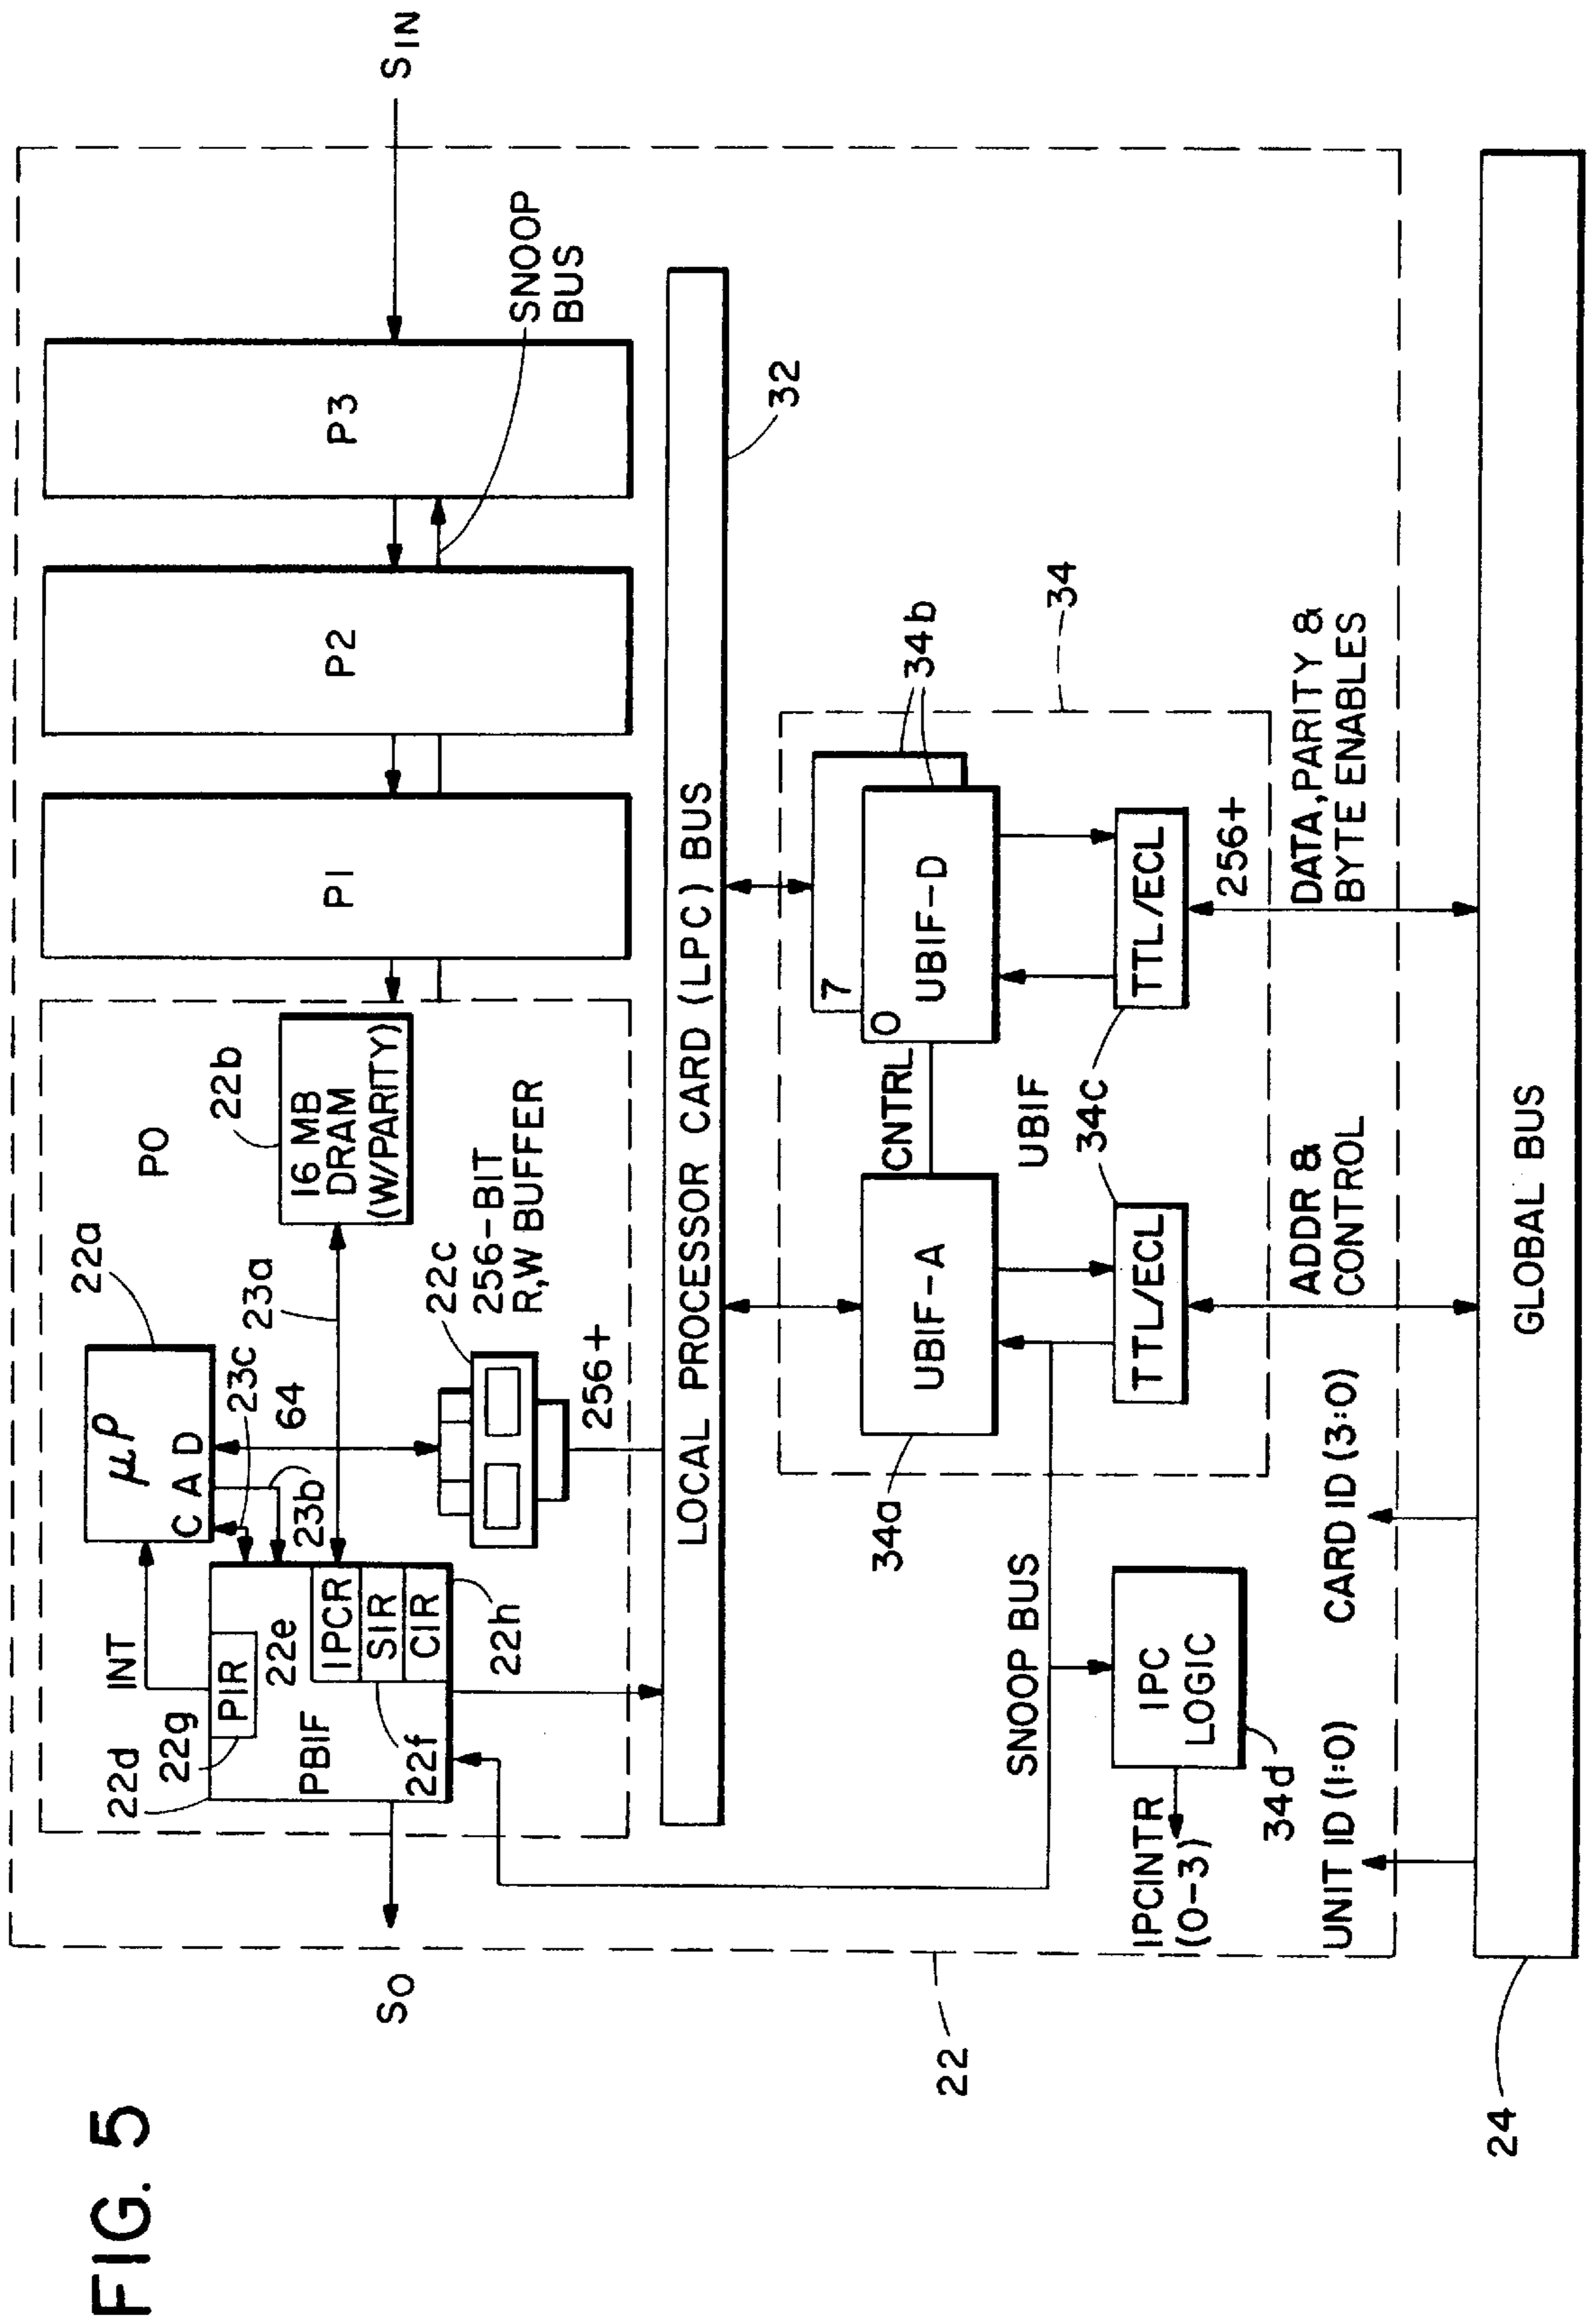 FIG. 5
22a
μP
C A D
INT
22d
22g
PIR
PBIF
22e
IPCR
SIR
CIR
22f
22h
23c
23b
64
23a
22b
16 MB
DRAM
(W/PARITY)
PO
22c
256-BIT
R,W BUFFER
256+
P1
P2
P3
SIN
SO
SNOOP
BUS
LOCAL PROCESSOR CARD (LPC) BUS
32
34
34a
UBIF-A
CNTRL
7
0
UBIF-D
34b
UBIF
34c
TTL/ECL
TTL/ECL
256+
SNOOP BUS
IPC
LOGIC
34d
IPCINTR
(0-3)
UNIT ID (1:0)
CARD ID (3:0)
ADDR &
CONTROL
DATA,PARITY &
BYTE ENABLES
22
GLOBAL BUS
24